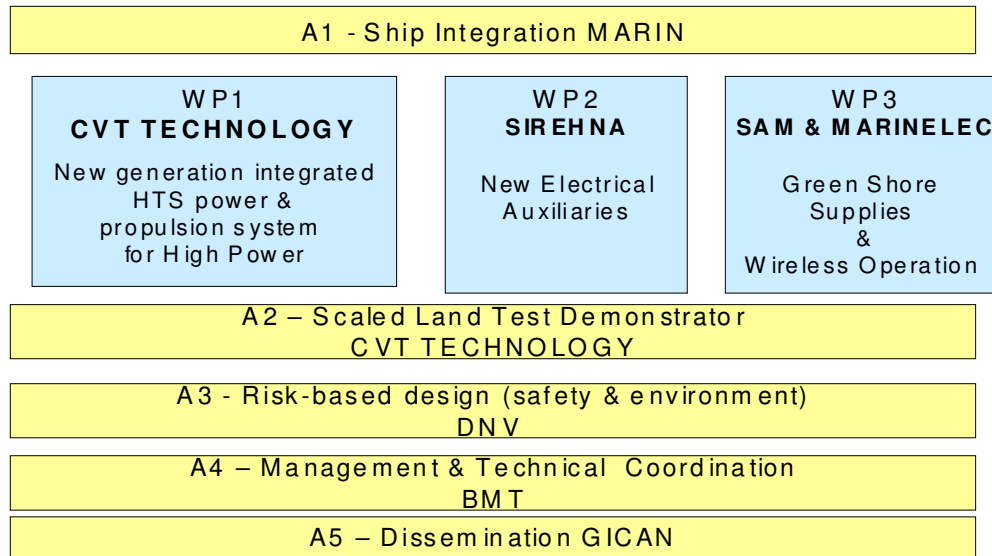 A1 - Ship Integration MARIN
WP1
CVT TECHNOLOGY
New generation integrated
HTS power &
propulsion system
for High Power
WP2
SIREHNA
New Electrical
Auxiliaries
WP3
SAM & MARINELEC
Green Shore
Supplies
&
Wireless Operation
A2 – Scaled Land Test Demonstrator
CVT TECHNOLOGY
A3 - Risk-based design (safety & environment)
DNV
A4 – Management & Technical Coordination
BMT
A5 – Dissemination GICAN